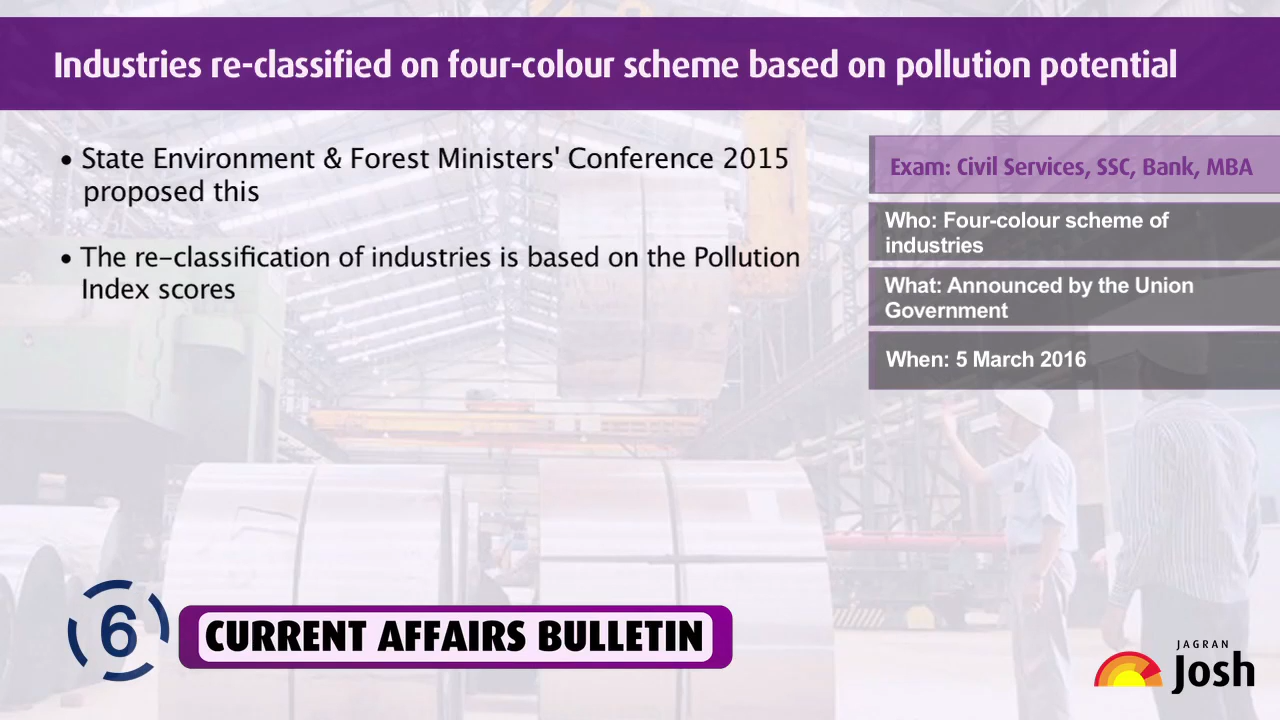 Industries re-classified on four-colour scheme based on pollution potential
• State Environment & Forest Ministers' Conference 2015
proposed this
• The re-classification of industries is based on the Pollution
Index scores
Exam: Civil Services, SSC, Bank, MBA
Who: Four-colour scheme of
industries
What: Announced by the Union
Government
When: 5 March 2016
6
CURRENT AFFAIRS BULLETIN
JAGRAN
Josh